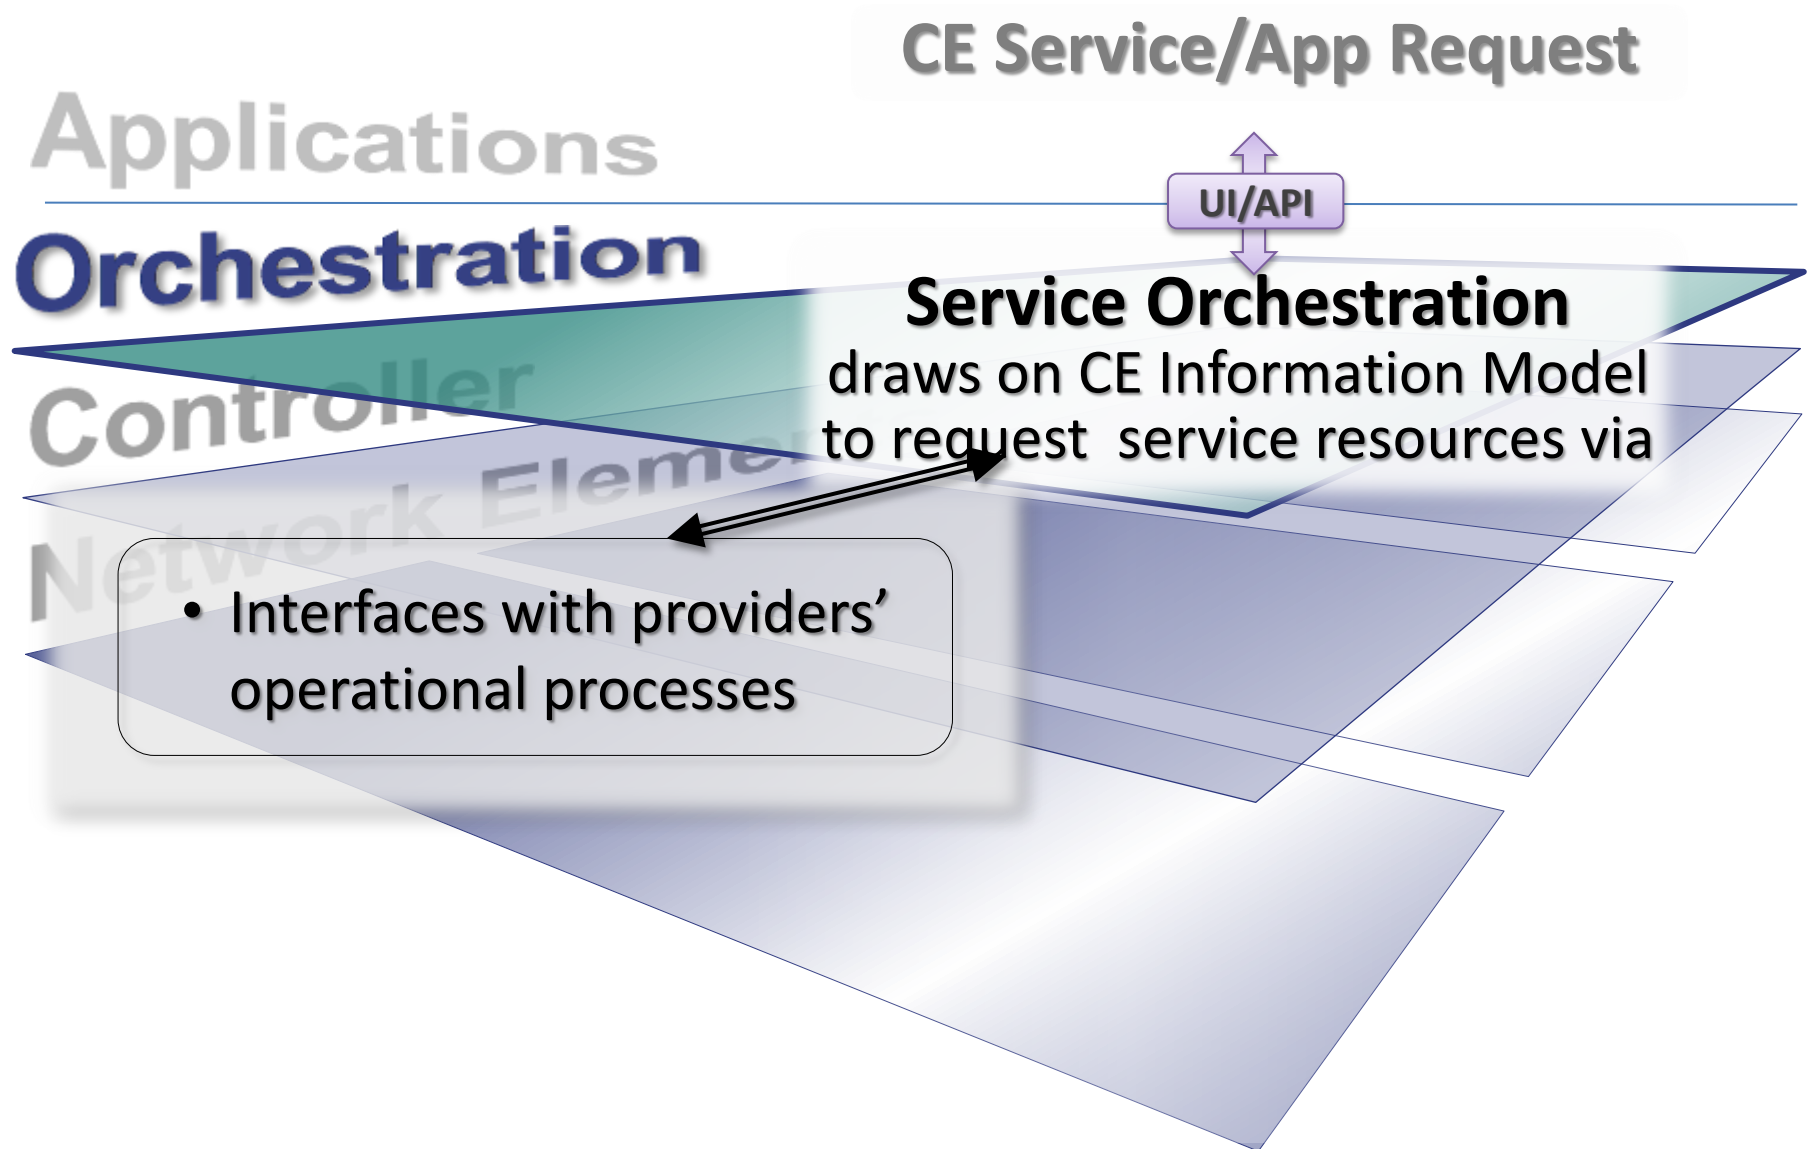 CE Service/App Request
Applications
UI/API
Orchestration
Service Orchestration
draws on CE Information Model
to request service resources via
Controller
Network
• Interfaces with providers’
operational processes